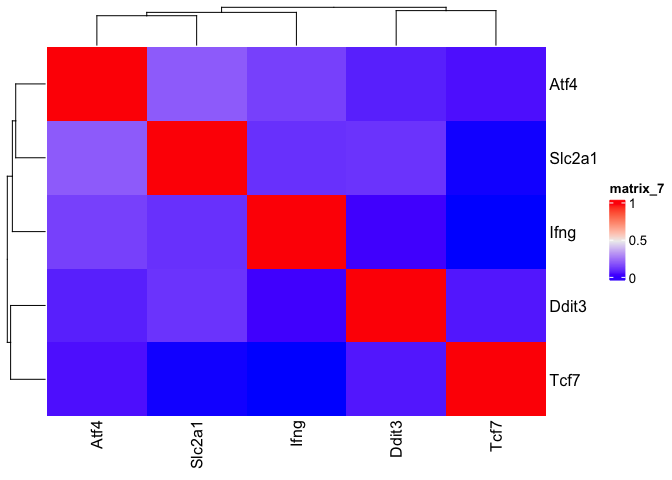 Atf4
Slc2a1
Ifng
Ddit3
Tcf7
matrix_7
1
0.5
0
Atf4
Slc2a1
Ifng
Ddit3
Tcf7